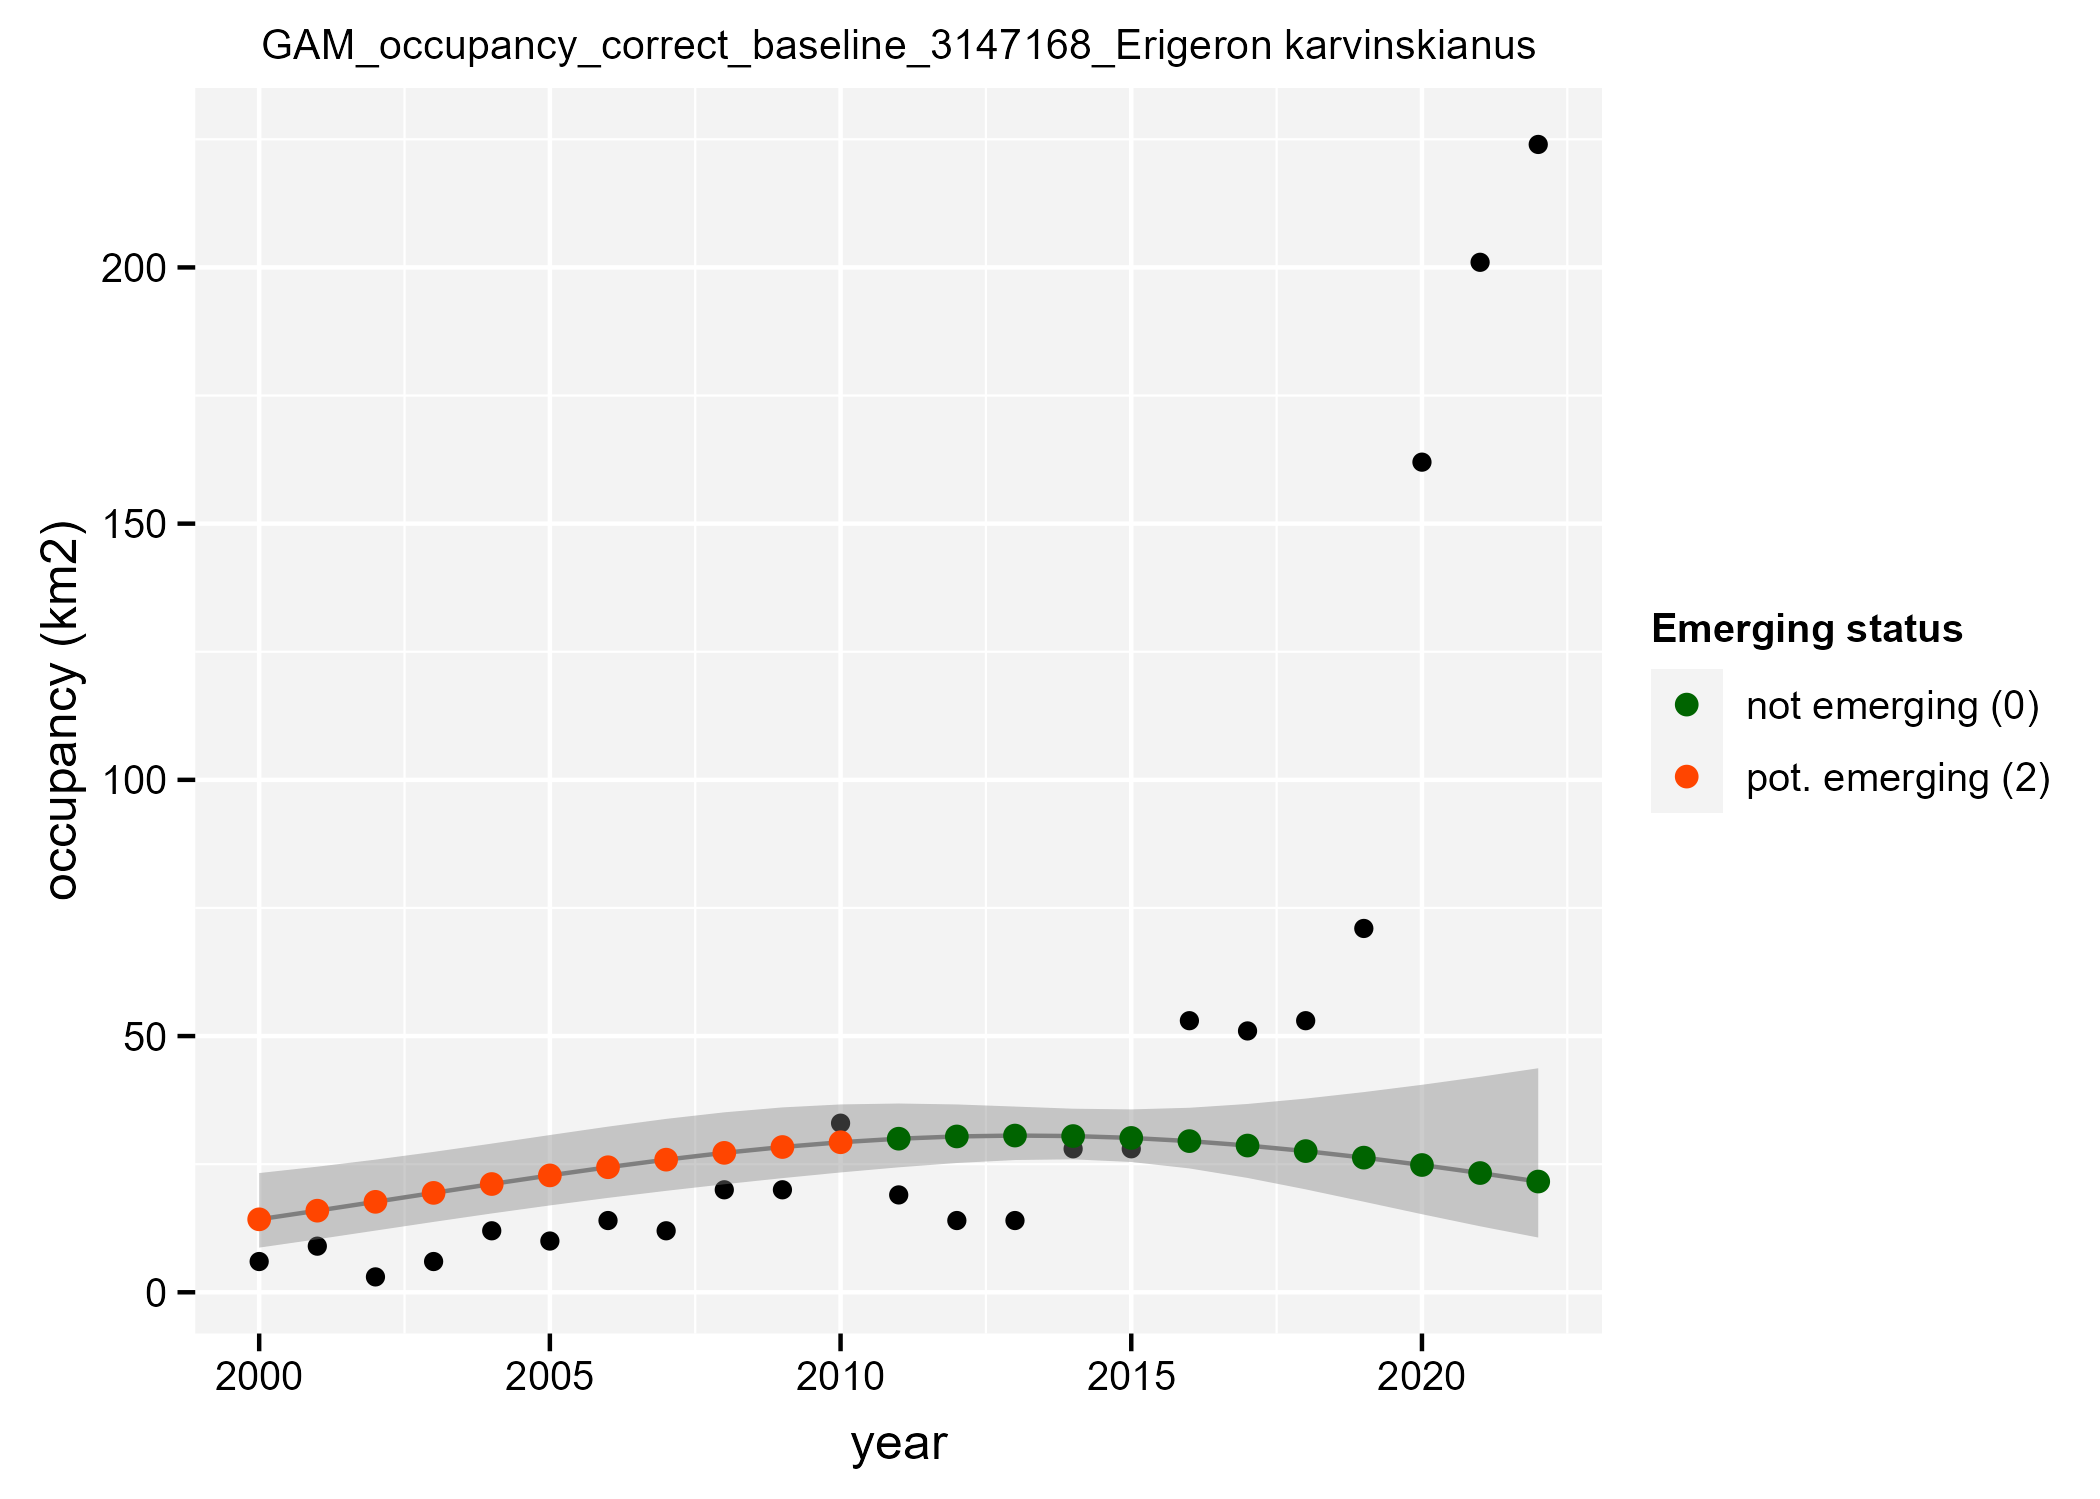 GAM_occupancy_correct_baseline_3147168_Erigeron karvinskianus
occupancy (km2)
200
150
100
50
0
2000 2005 2010 2015 2020
year
Emerging status
not emerging (0)
pot. emerging (2)